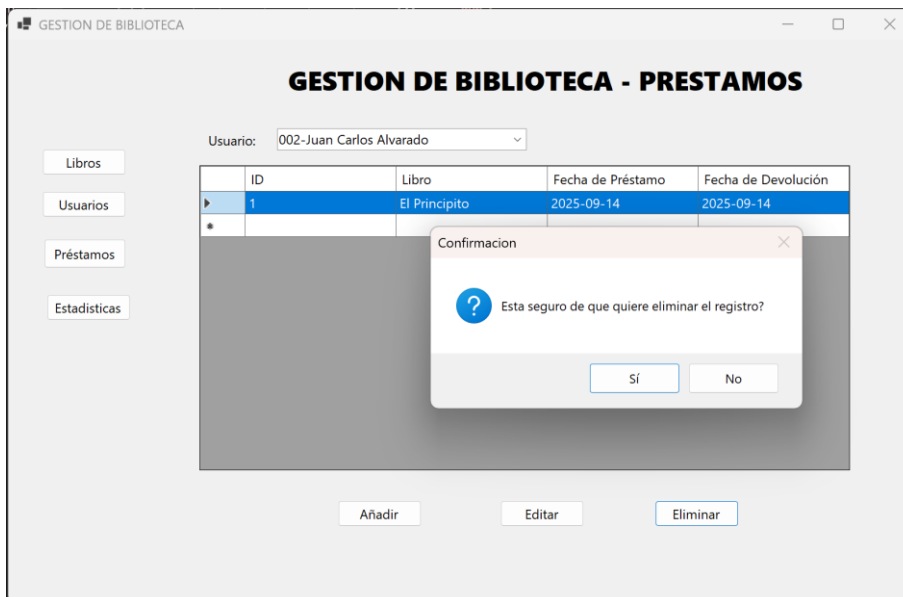 GESTION DE BIBLIOTECA
GESTION DE BIBLIOTECA - PRESTAMOS
Usuario: 002-Juan Carlos Alvarado
Libros
Usuarios
Préstamos
Estadisticas
ID Libro Fecha de Préstamo Fecha de Devolución
1 El Principito 2025-09-14 2025-09-14
Confirmacion
Esta seguro de que quiere eliminar el registro?
Sí No
Añadir Editar Eliminar